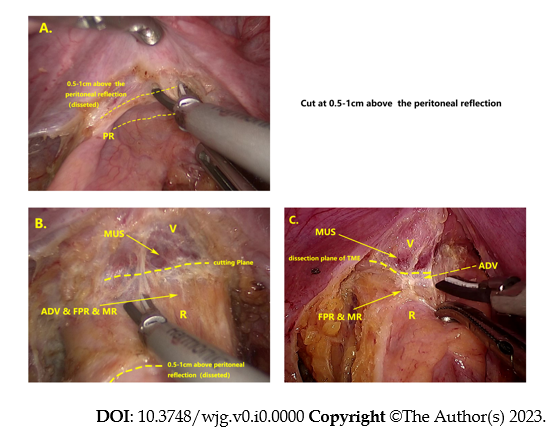 A.
0.5-1cm above the
peritoneal reflection
(disseted)
PR
Cut at 0.5-1cm above the peritoneal reflection
B.
V
MUS
cutting Plane
ADV & FPR & MR
R
0.5-1cm above peritoneal
reflection (disseted)
C.
MUS
V
dissection plane of TME
ADV
FPR & MR
R
DOI: 10.3748/wjg.v0.i0.0000 Copyright ©The Author(s) 2023.